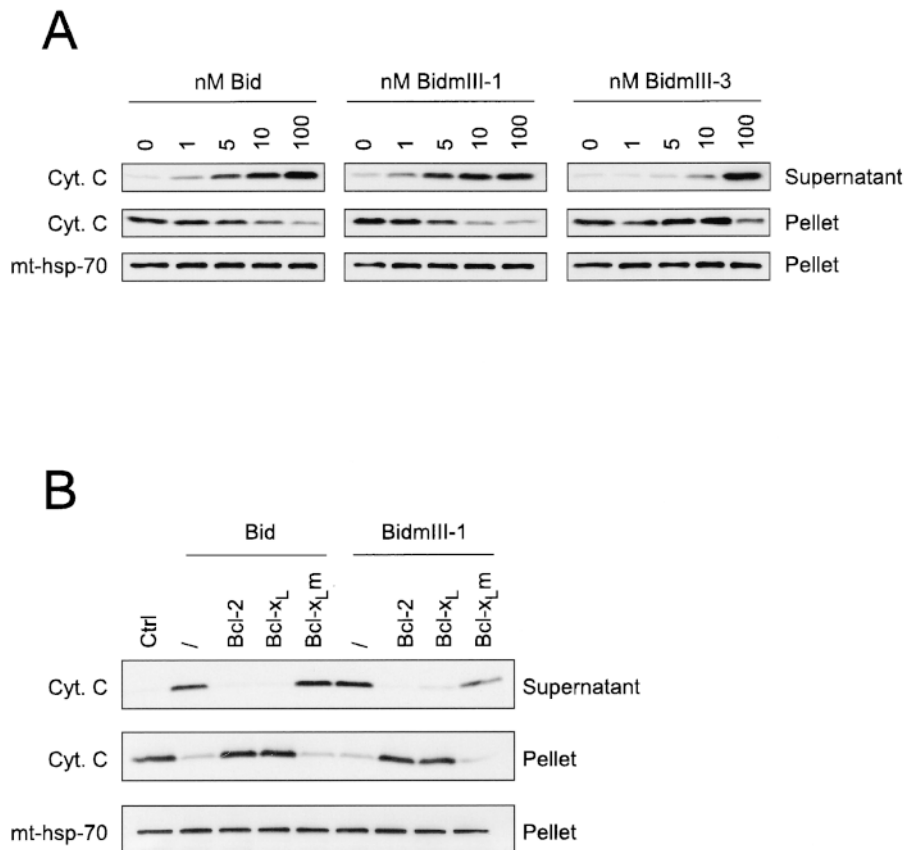 A
nM Bid nM BidmIII-1 nM BidmIII-3
0 1 5 10 100 0 1 5 10 100 0 1 5 10 100
Cyt. C Supernatant
Cyt. C Pellet
mt-hsp-70 Pellet
B
Bid BidmIII-1
Ctrl / Bcl-2 Bcl-xL Bcl-xLm / Bcl-2 Bcl-xL Bcl-xLm
Cyt. C Supernatant
Cyt. C Pellet
mt-hsp-70 Pellet